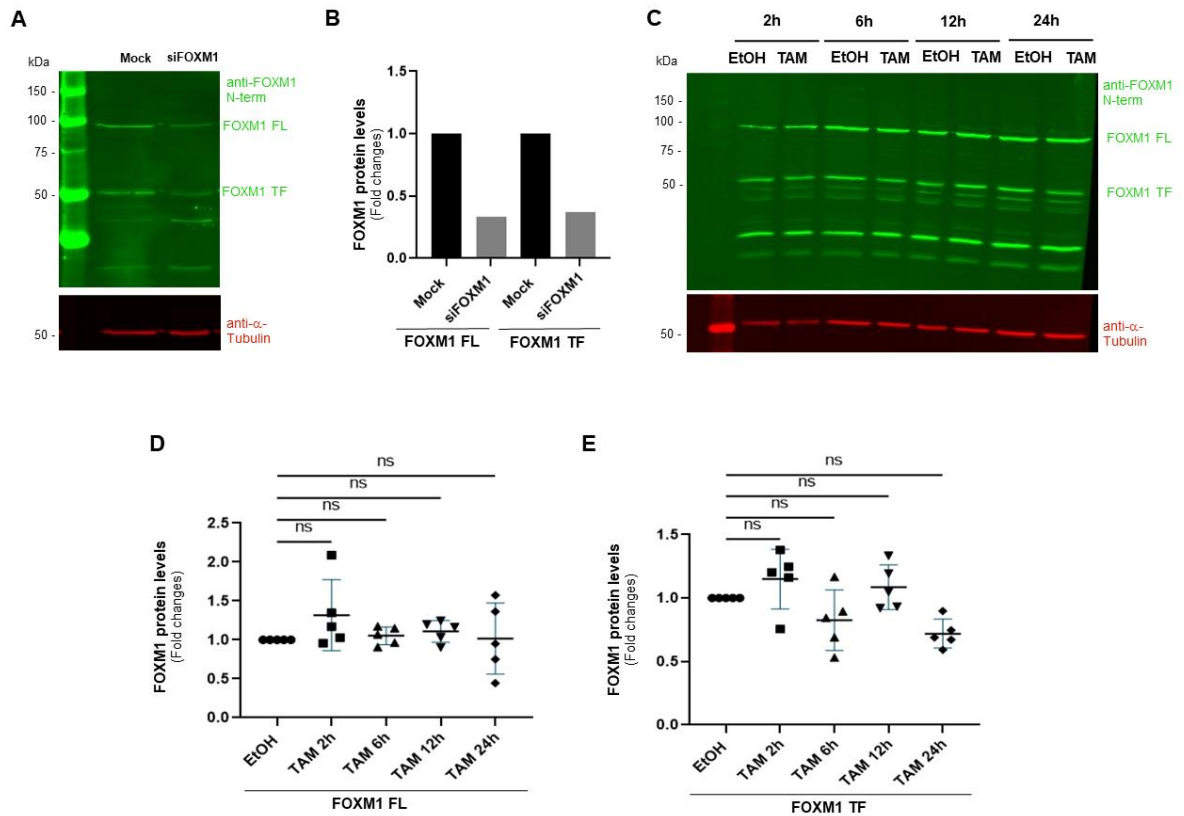 A
Mock siFOXM1
kDa
150 -
100 -
75 -
50 -
50 -
anti-FOXM1
N-term
FOXM1 FL
FOXM1 TF
anti-α-
Tubulin
B
FOXM1 protein levels
(Fold changes)
1.5
1.0
0.5
0.0
Mock
siFOXM1
Mock
siFOXM1
FOXM1 FL FOXM1 TF
C
2h 6h 12h 24h
EtOH TAM EtOH TAM EtOH TAM EtOH TAM
kDa
150 -
100 -
75 -
50 -
50 -
anti-FOXM1
N-term
FOXM1 FL
FOXM1 TF
anti-α-
Tubulin
D
ns
ns
ns
ns
FOXM1 protein levels
(Fold changes)
2.5
2.0
1.5
1.0
0.5
0.0
EtOH
TAM 2h
TAM 6h
TAM 12h
TAM 24h
FOXM1 FL
E
ns
ns
ns
ns
FOXM1 protein levels
(Fold changes)
1.5
1.0
0.5
0.0
EtOH
TAM 2h
TAM 6h
TAM 12h
TAM 24h
FOXM1 TF